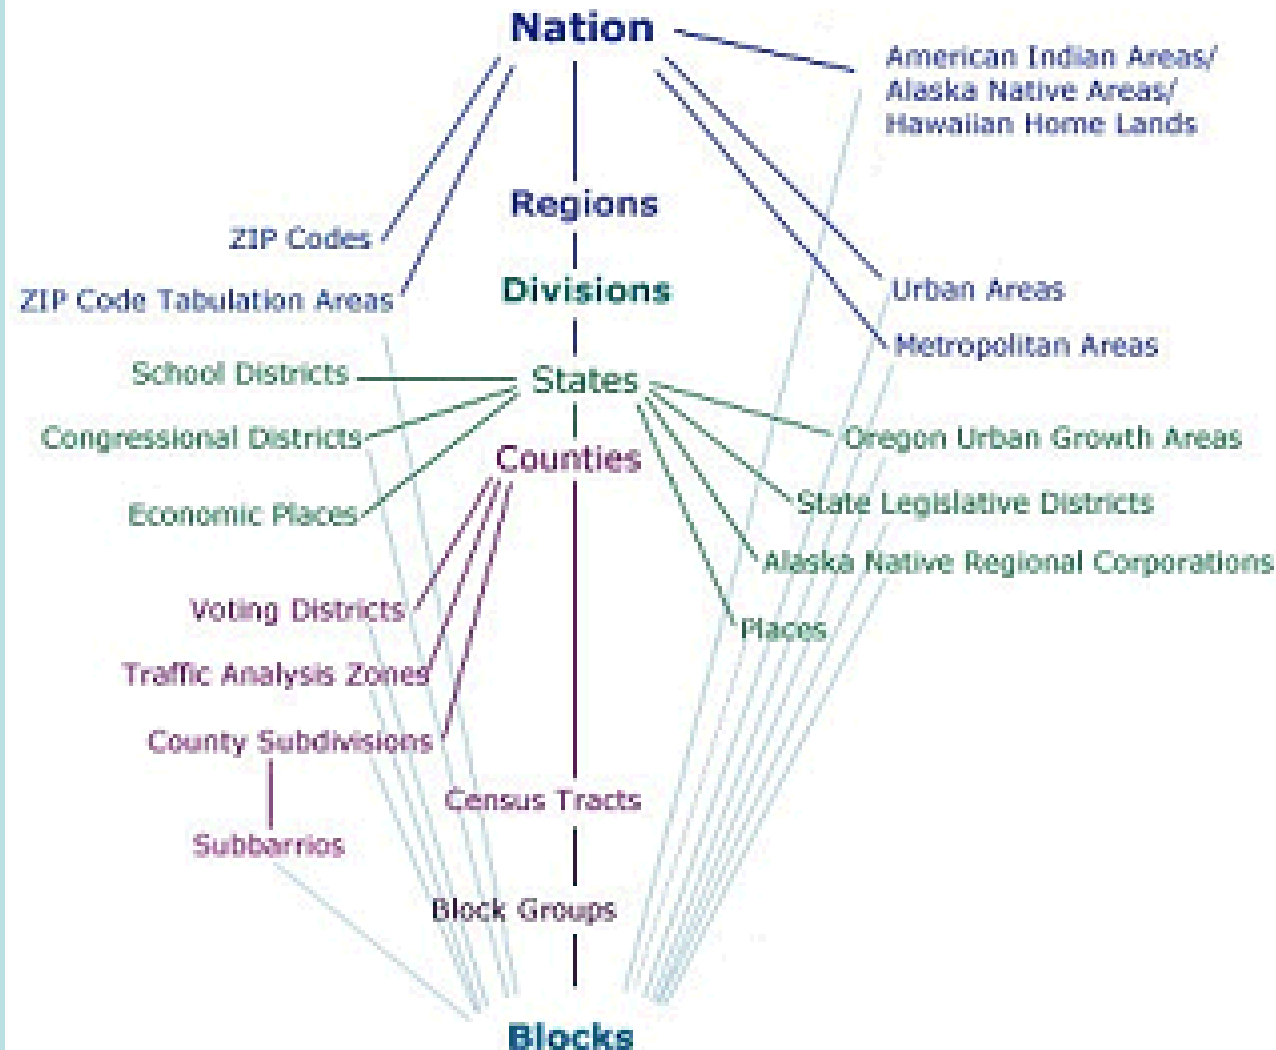 Nation
American Indian Areas/
Alaska Native Areas/
Hawaiian Home Lands
Regions
ZIP Codes
Divisions
Urban Areas
ZIP Code Tabulation Areas
Metropolitan Areas
School Districts
States
Congressional Districts
Oregon Urban Growth Areas
Counties
State Legislative Districts
Economic Places
Alaska Native Regional Corporations
Voting Districts
Places
Traffic Analysis Zones
County Subdivisions
Census Tracts
Subbarrios
Block Groups
Blocks